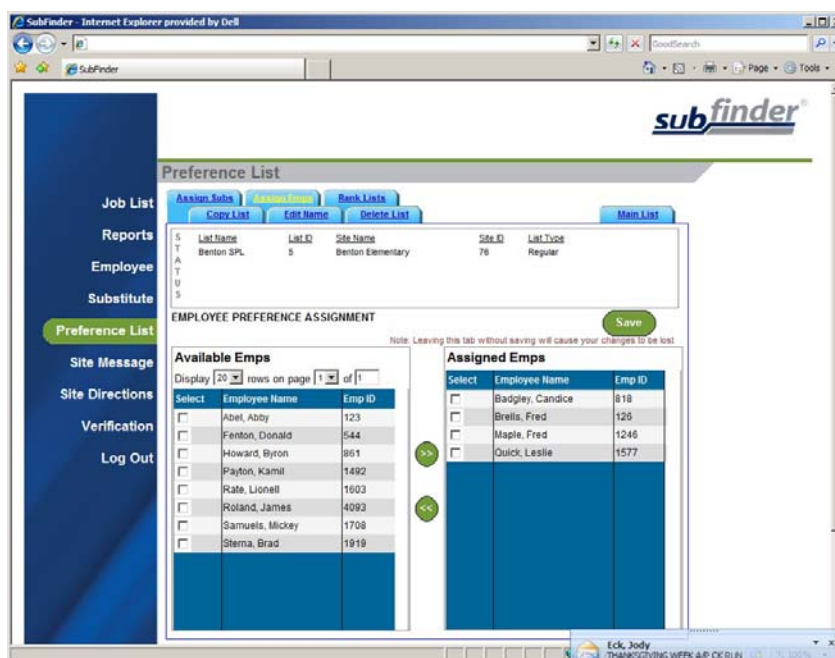 SubFinder - Internet Explorer provided by Dell
GoodSearch
SubFinder
Page
Tools
subfinder®
Preference List
Job List
Reports
Employee
Substitute
Preference List
Site Message
Site Directions
Verification
Log Out
Assign Subs Assign Emps Rank Lists
Copy List Edit Name Delete List Main List
STATUS
List Name List ID Site Name Site ID List Type
Benton SPL 5 Benton Elementary 76 Regular
EMPLOYEE PREFERENCE ASSIGNMENT
Save
Note: Leaving this tab without saving will cause your changes to be lost
Available Emps
Display 20 rows on page 1 of 1
Select Employee Name Emp ID
Abel, Abby 123
Fenton, Donald 544
Howard, Byron 861
Payton, Kamil 1492
Rate, Lionell 1603
Roland, James 4093
Samuels, Mickey 1708
Sterna, Brad 1919
>>
<<
Assigned Emps
Select Employee Name Emp ID
Badgley, Candice 818
Brells, Fred 126
Maple, Fred 1246
Quick, Leslie 1577
Eck, Jody
THANKSGIVING WEEK A/P CK RUN
100%